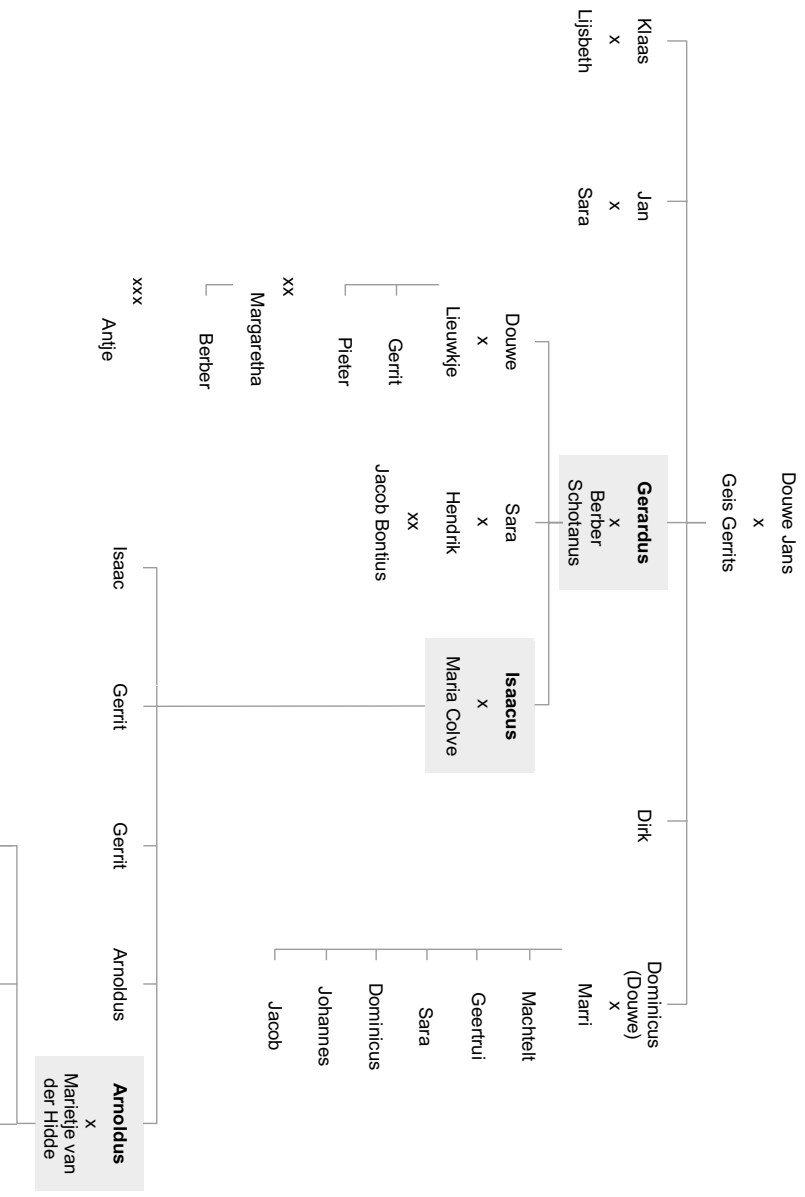 Douwe Jans
x
Geis Gerrits
Klaas
x
Lijsbeth
Jan
x
Sara
Gerardus
x
Berber
Schotanus
Dirk
Dominicus
(Douwe)
x
Marri
Machtelt
Geertrui
Sara
Dominicus
Johannes
Jacob
Douwe
x
Lieuwkje
Gerrit
Pieter
xx
Margaretha
Berber
xxx
Antje
Sara
x
Hendrik
xx
Jacob Bontius
Isaacus
x
Maria Colve
Isaac
Gerrit
Gerrit
Arnoldus
Arnoldus
x
Marietje van
der Hidde